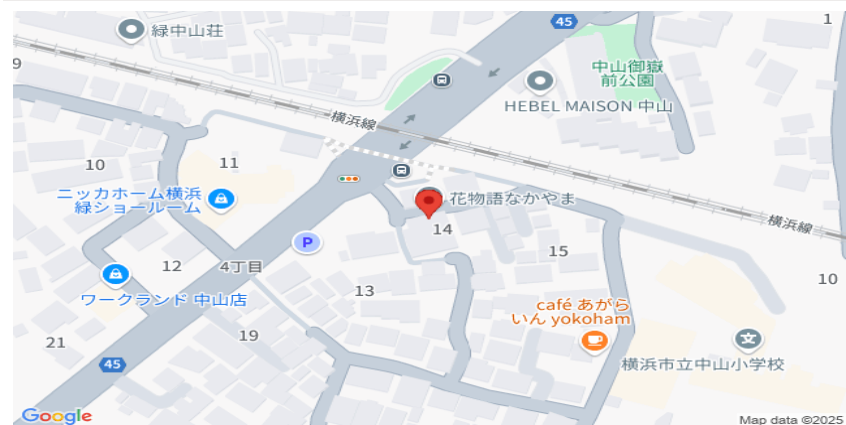 45
1
緑中山荘
中山御嶽
前公園
9
HEBEL MAISON 中山
横浜線
10
11
ニッカホーム横浜
緑ショールーム
花物語なかやま
横浜線
14
P
15
12
4丁目
10
ワークランド 中山店
13
café あがら
いん yokoham
19
21
文
45
横浜市立中山小学校
Google
Map data ©2025